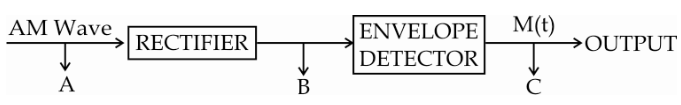 AM Wave
RECTIFIER
ENVELOPE
DETECTOR
M(t)
OUTPUT
A
B
C